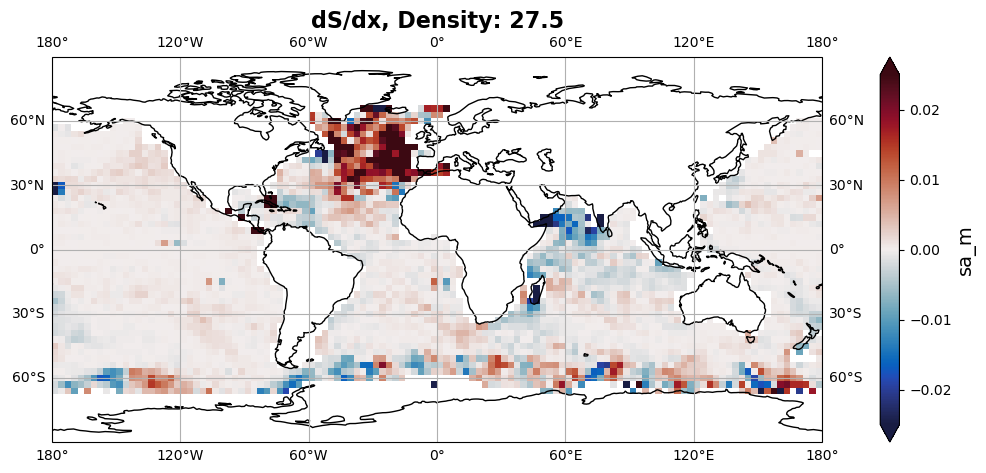 dS/dx, Density: 27.5
180° 120°W 60°W 0° 60°E 120°E 180°
60°N 60°N
30°N 30°N
0° 0°
30°S 30°S
60°S 60°S
180° 120°W 60°W 0° 60°E 120°E 180°
0.02
0.01
0.00
−0.01
−0.02
sa_m